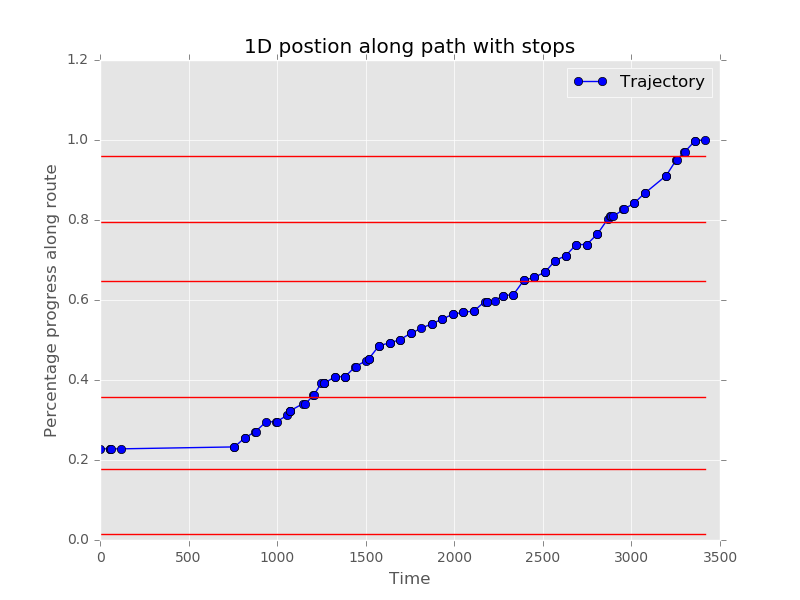 1D postion along path with stops
Trajectory
Percentage progress along route
1.2
1.0
0.8
0.6
0.4
0.2
0.0
0 500 1000 1500 2000 2500 3000 3500
Time